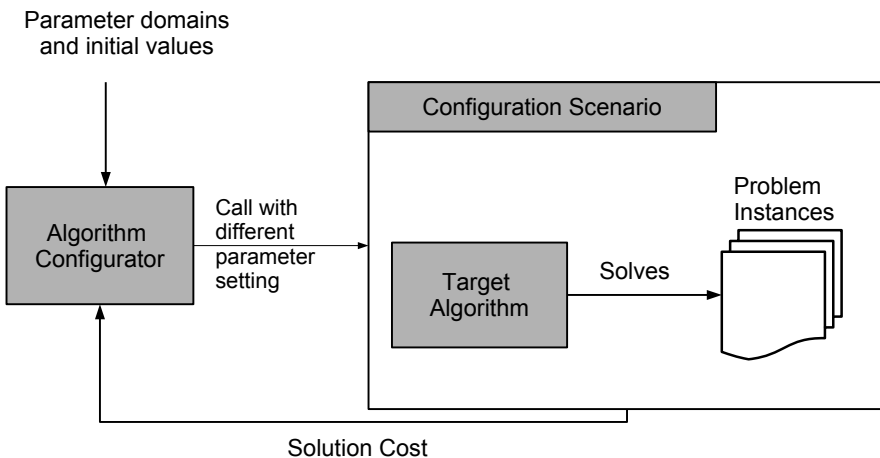 Parameter domains
and initial values
Configuration Scenario
Algorithm
Configurator
Call with
different
parameter
setting
Target
Algorithm
Solves
Problem
Instances
Solution Cost